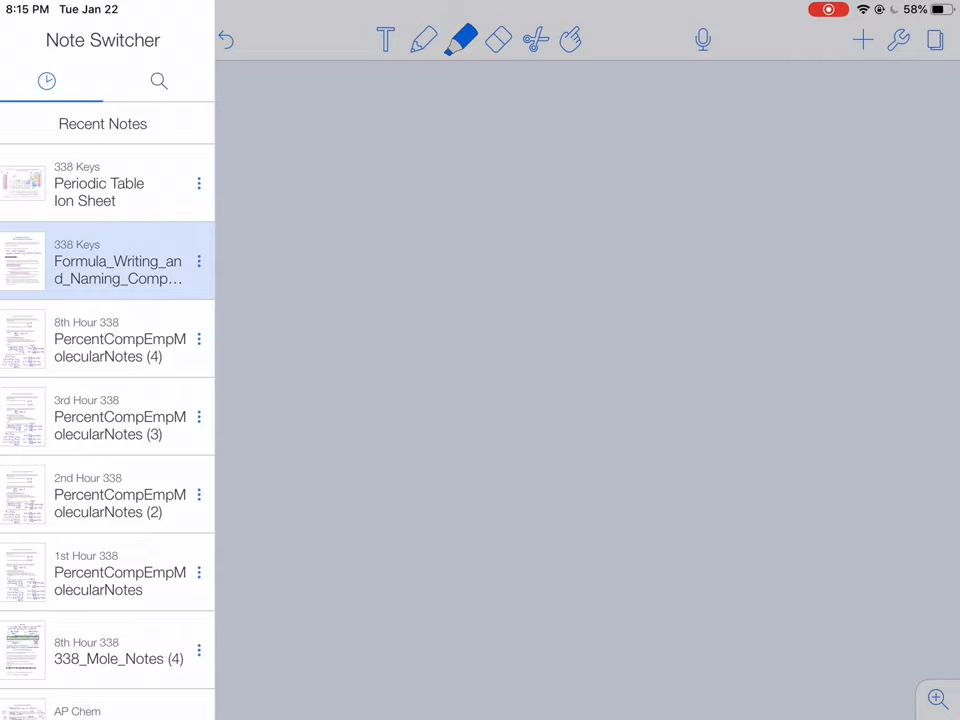 8:15 PM Tue Jan 22
58%
Note Switcher
Recent Notes
338 Keys
Periodic Table
Ion Sheet
338 Keys
Formula_Writing_an
d_Naming_Comp...
8th Hour 338
PercentCompEmpM
olecularNotes (4)
3rd Hour 338
PercentCompEmpM
olecularNotes (3)
2nd Hour 338
PercentCompEmpM
olecularNotes (2)
1st Hour 338
PercentCompEmpM
olecularNotes
8th Hour 338
338_Mole_Notes (4)
AP Chem